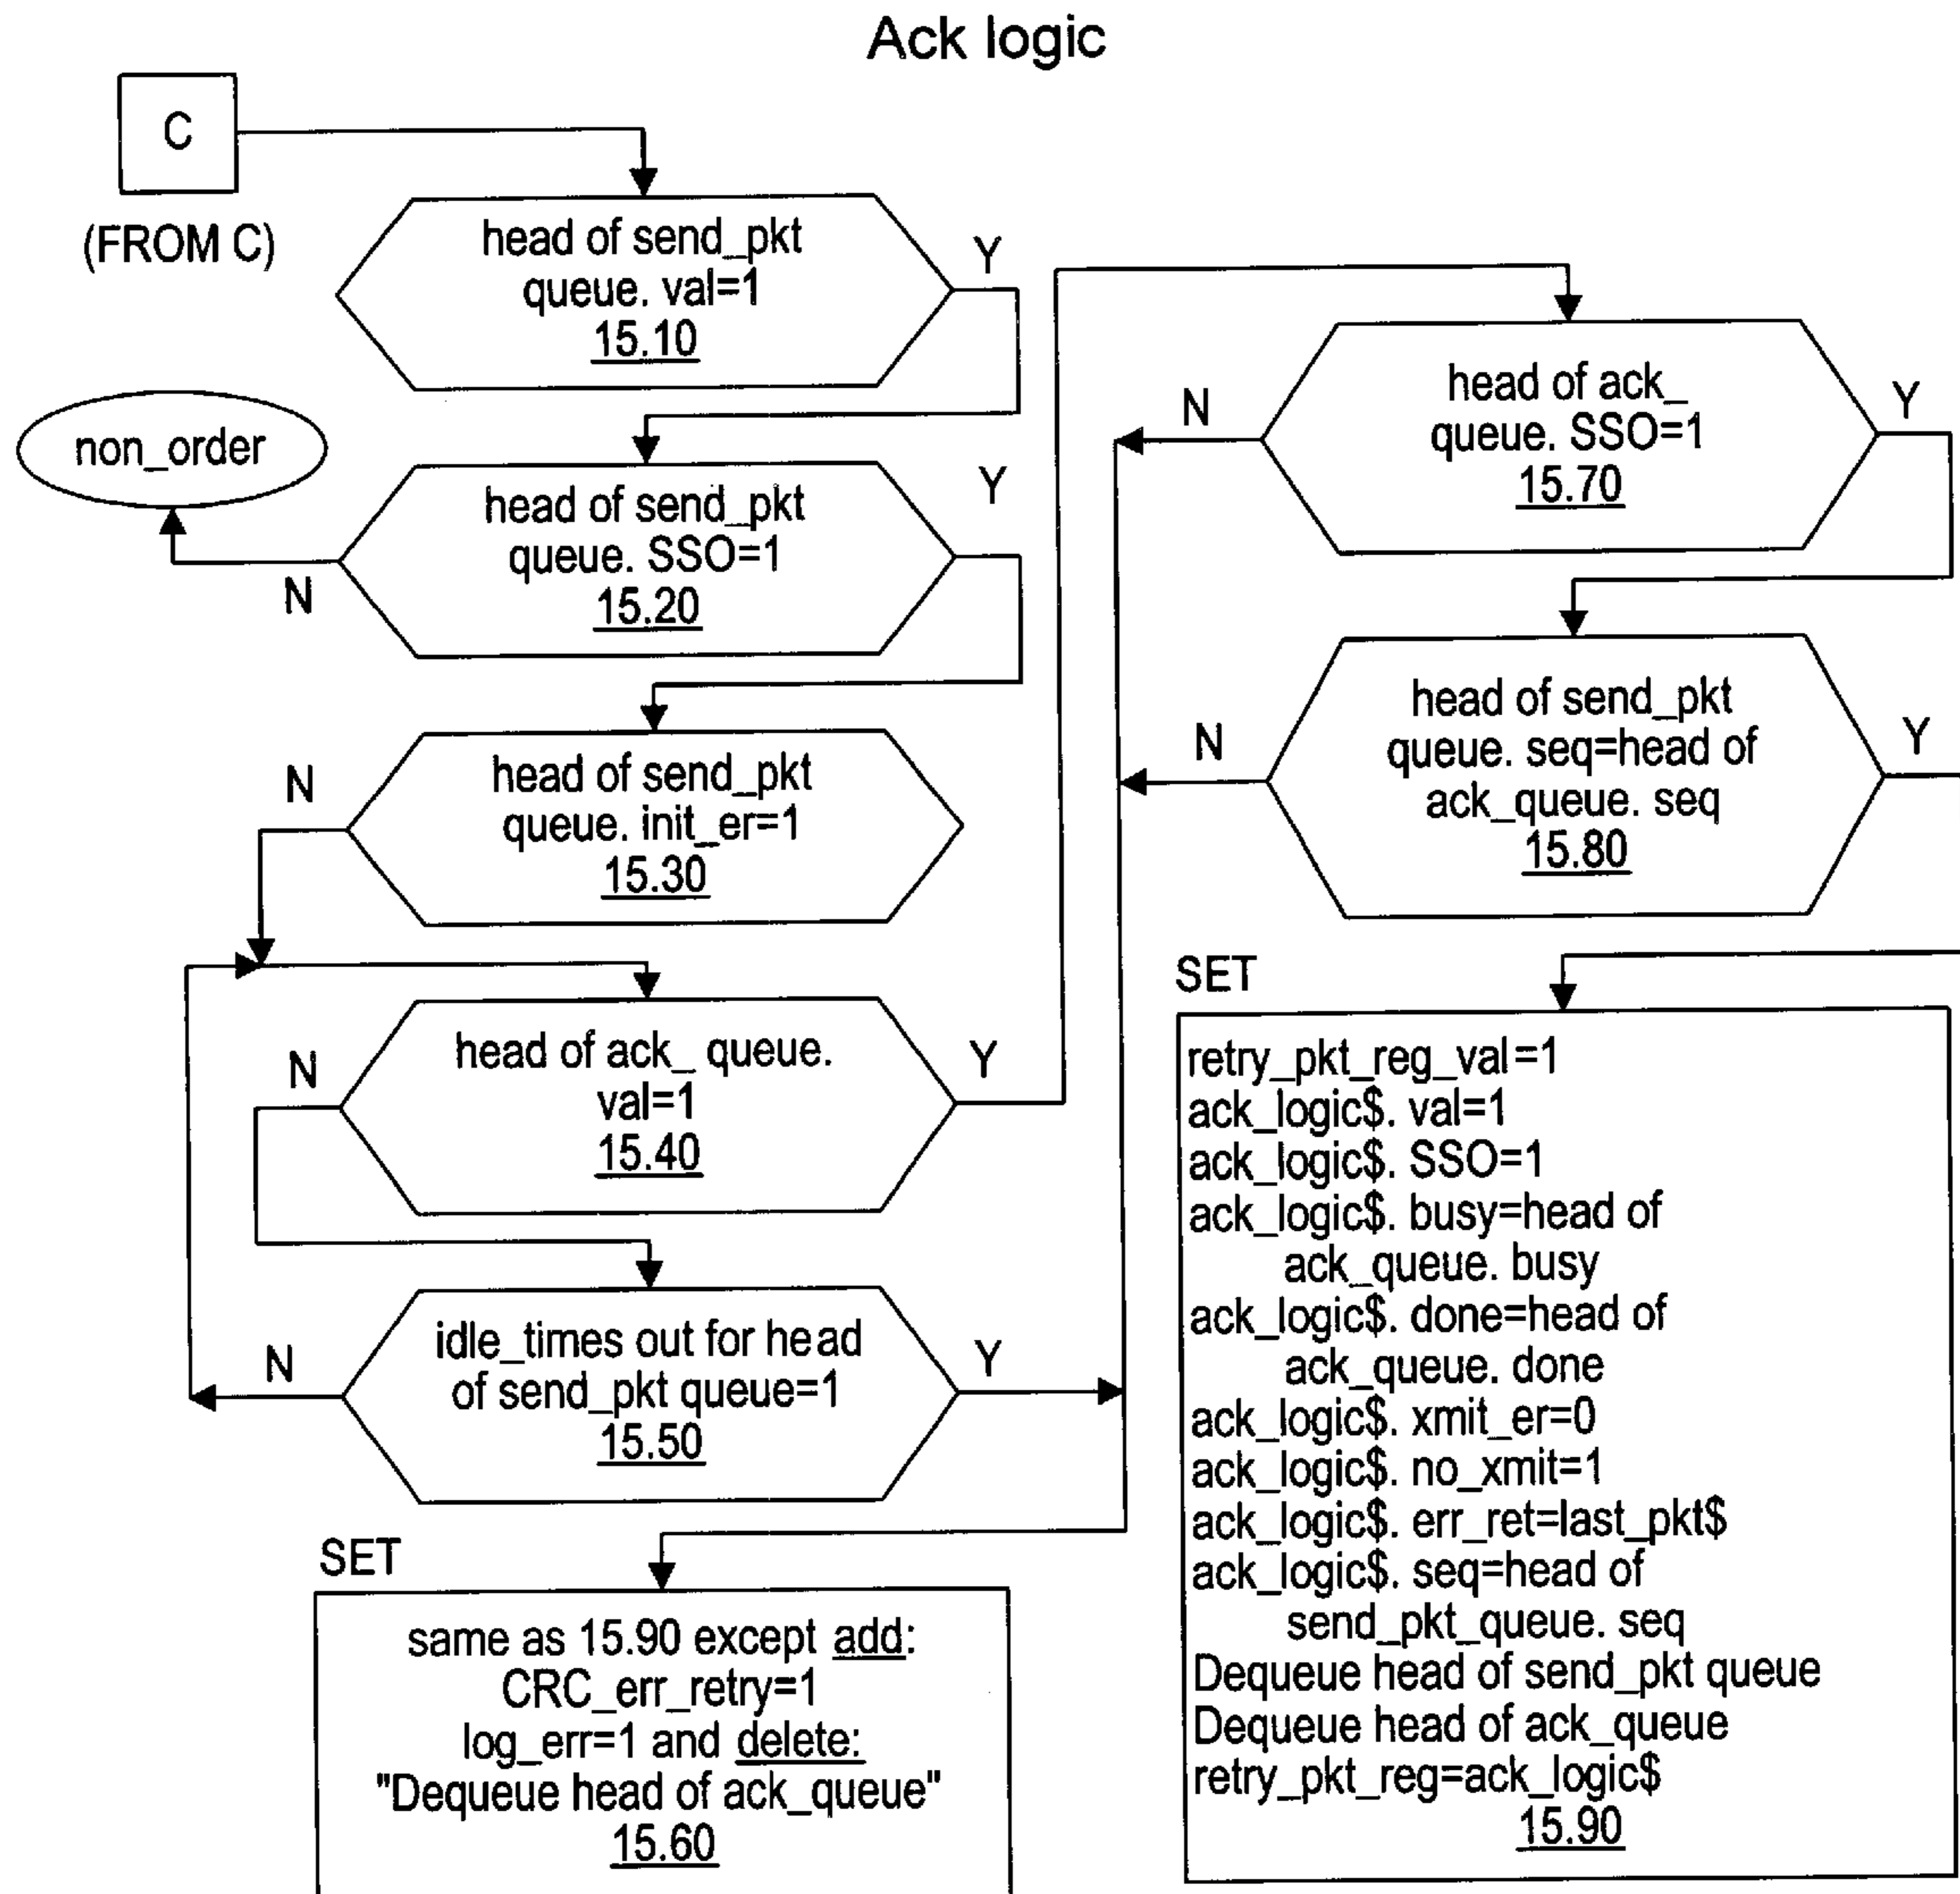 Ack logic
C
(FROM C)
head of send_pkt
queue. val=1
15.10
Y
non_order
head of send_pkt
queue. SSO=1
15.20
Y
N
head of send_pkt
queue. init_er=1
15.30
N
head of ack_ queue.
val=1
15.40
N
Y
idle_times out for head
of send_pkt queue=1
15.50
N
Y
SET
same as 15.90 except add:
CRC_err_retry=1
log_err=1 and delete:
"Dequeue head of ack_queue"
15.60
head of ack_
queue. SSO=1
15.70
N
Y
head of send_pkt
queue. seq=head of
ack_queue. seq
15.80
N
Y
SET
retry_pkt_reg_val=1
ack_logic$. val=1
ack_logic$. SSO=1
ack_logic$. busy=head of
ack_queue. busy
ack_logic$. done=head of
ack_queue. done
ack_logic$. xmit_er=0
ack_logic$. no_xmit=1
ack_logic$. err_ret=last_pkt$
ack_logic$. seq=head of
send_pkt_queue. seq
Dequeue head of send_pkt queue
Dequeue head of ack_queue
retry_pkt_reg=ack_logic$
15.90